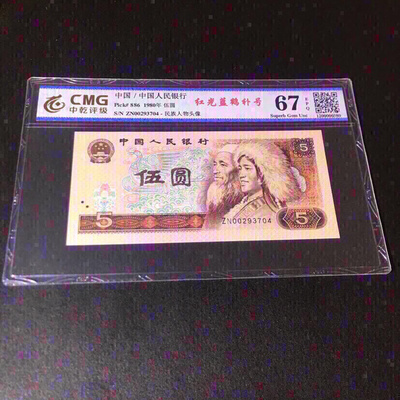 CMG
中乾评级
中国 / 中国人民银行
Pick# 886 1980年 伍圆
S/N ZN00293704 - 民族人物头像
红光蓝鹤补号
67 EPQ
Superb Gem Unc
中国人民银行
伍圆
5
5
ZN00293704